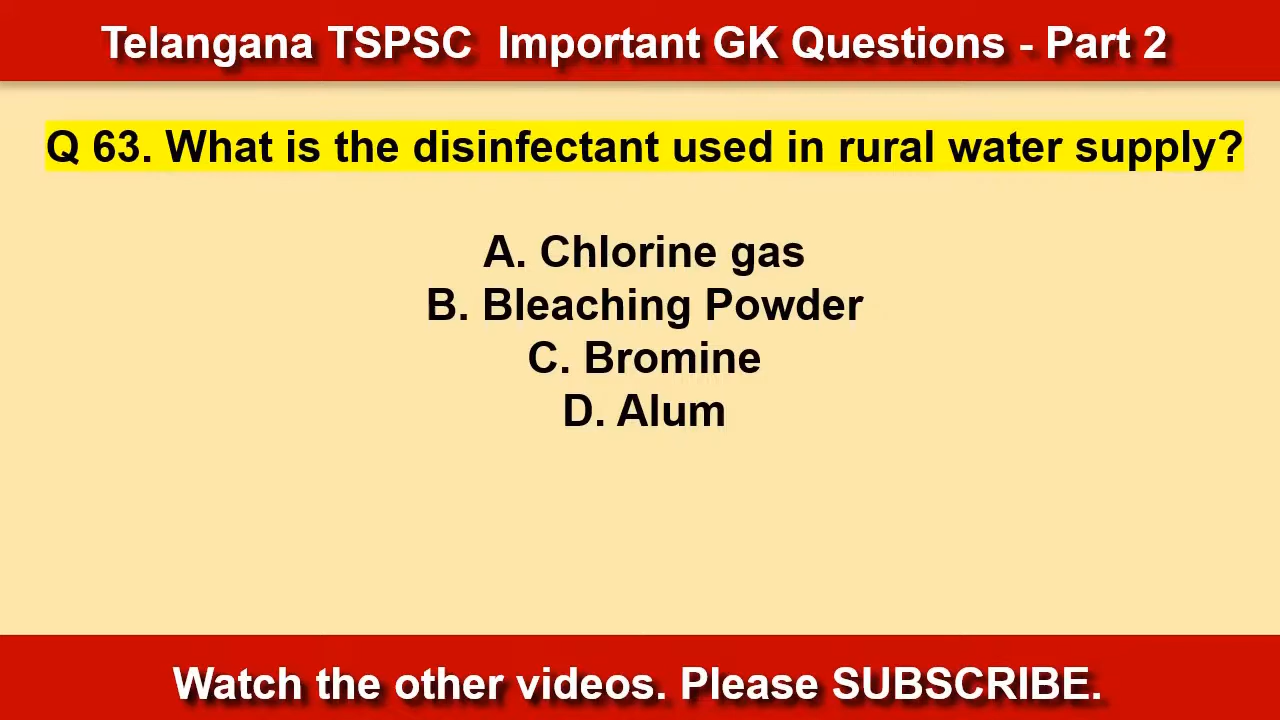 Telangana TSPSC Important GK Questions - Part 2
Q 63. What is the disinfectant used in rural water supply?
A. Chlorine gas
B. Bleaching Powder
C. Bromine
D. Alum
Watch the other videos. Please SUBSCRIBE.